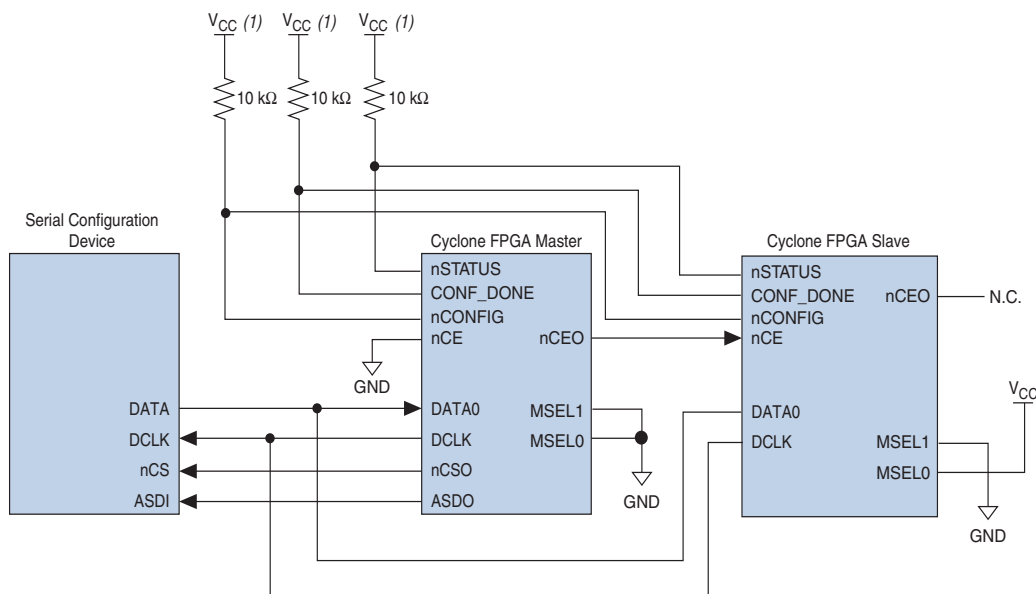 VCC (1) VCC (1) VCC (1)
10 kΩ 10 kΩ 10 kΩ
Serial Configuration
Device
DATA
DCLK
nCS
ASDI
Cyclone FPGA Master
nSTATUS
CONF_DONE
nCONFIG
nCE
nCEO
GND
DATA0
DCLK
nCSO
ASDO
MSEL1
MSEL0
GND
Cyclone FPGA Slave
nSTATUS
CONF_DONE
nCONFIG
nCE
nCEO
N.C.
DATA0
DCLK
VCC
MSEL1
MSEL0
GND